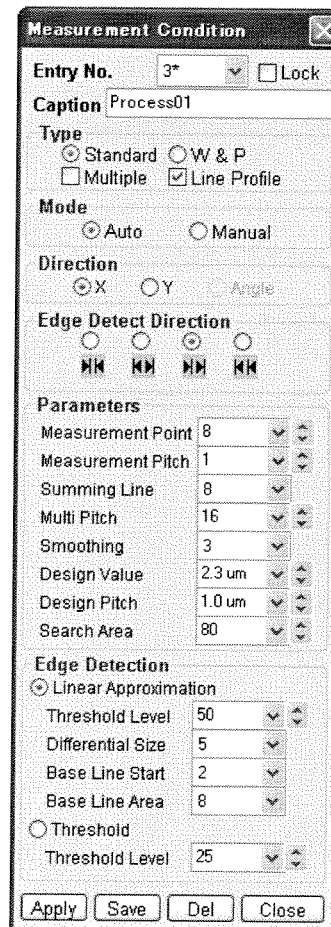 Measurement Condition
Entry No. 3* Lock
Caption Process01
Type
Standard W & P
Multiple Line Profile
Mode
Auto Manual
Direction
X Y Angle
Edge Detect Direction
Parameters
Measurement Point 8
Measurement Pitch 1
Summing Line 8
Multi Pitch 16
Smoothing 3
Design Value 2.3 um
Design Pitch 1.0 um
Search Area 80
Edge Detection
Linear Approximation
Threshold Level 50
Differential Size 5
Base Line Start 2
Base Line Area 8
Threshold
Threshold Level 25
Apply Save Del Close